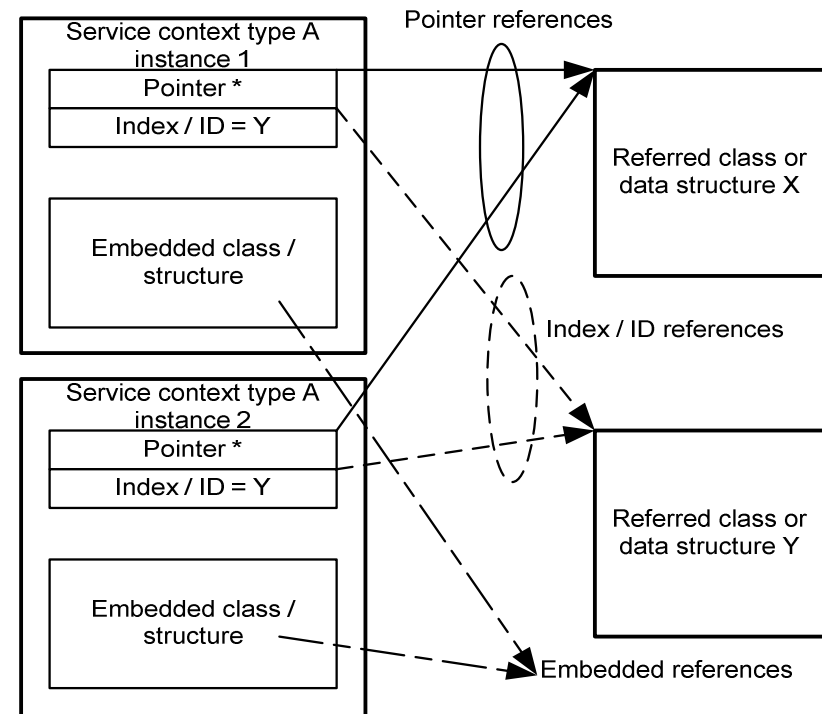 Pointer references
Service context type A
instance 1
Pointer *
Index / ID = Y
Embedded class /
structure
Referred class or
data structure X
Index / ID references
Service context type A
instance 2
Pointer *
Index / ID = Y
Embedded class /
structure
Referred class or
data structure Y
Embedded references